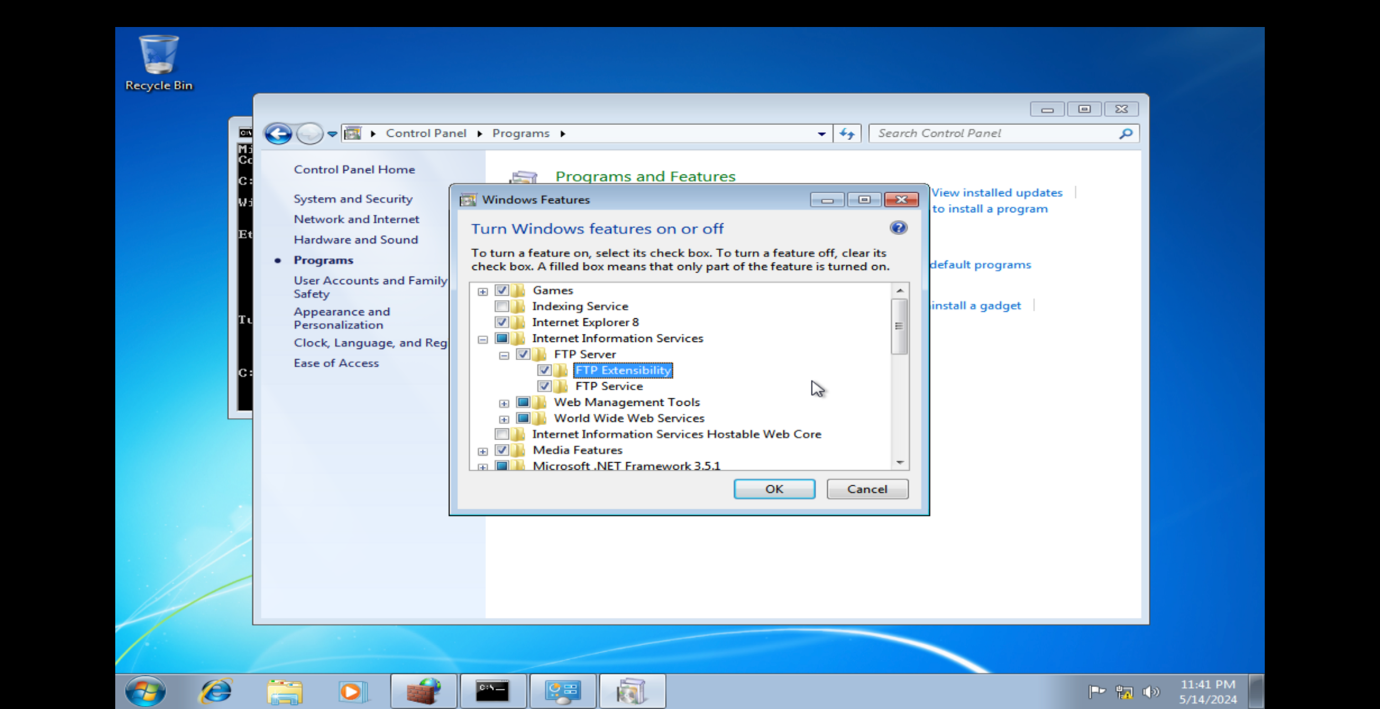 Recycle Bin
Control Panel
Programs
Search Control Panel
Control Panel Home
System and Security
Network and Internet
Hardware and Sound
Programs
User Accounts and Family
Safety
Appearance and
Personalization
Clock, Language, and Reg
Ease of Access
Programs and Features
View installed updates
to install a program
default programs
install a gadget
Windows Features
Turn Windows features on or off
To turn a feature on, select its check box. To turn a feature off, clear its
check box. A filled box means that only part of the feature is turned on.
Games
Indexing Service
Internet Explorer 8
Internet Information Services
FTP Server
FTP Extensibility
FTP Service
Web Management Tools
World Wide Web Services
Internet Information Services Hostable Web Core
Media Features
Microsoft .NET Framework 3.5.1
OK
Cancel
11:41 PM
5/14/2024